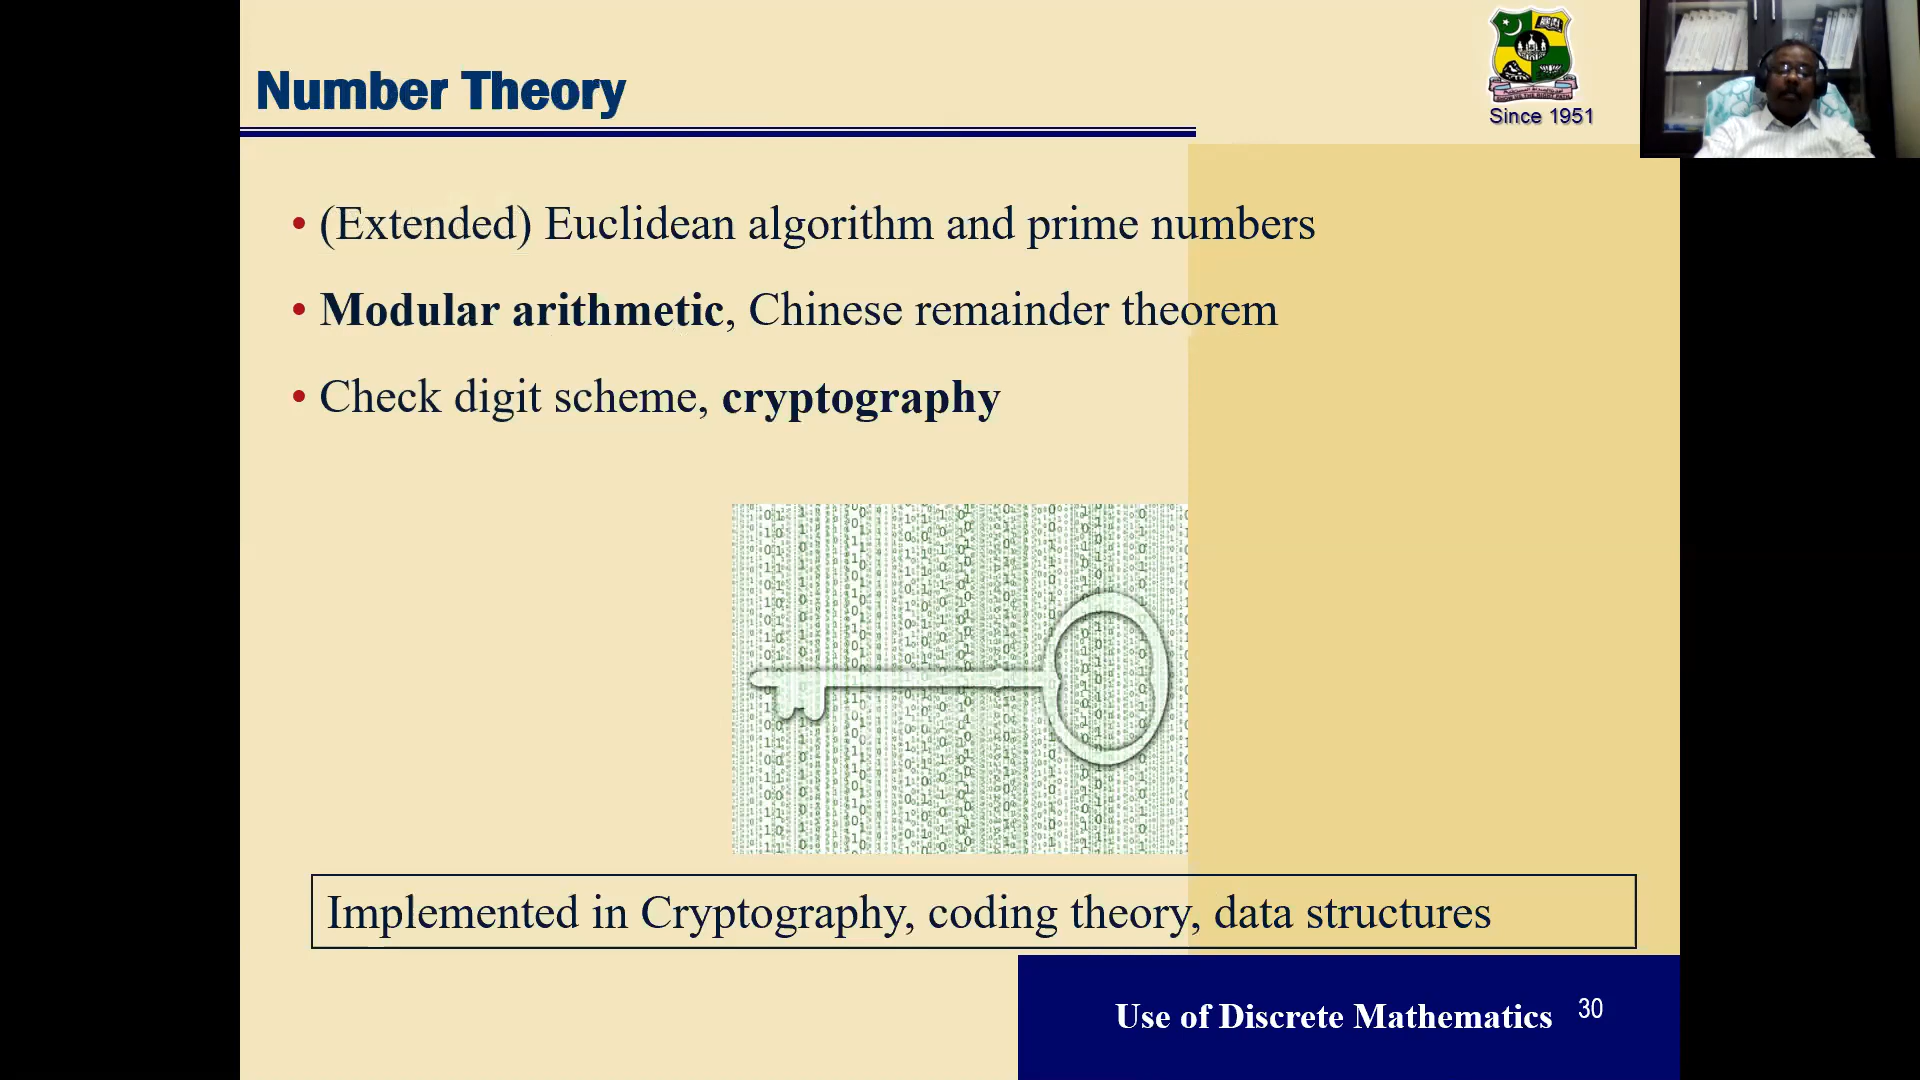 Number Theory
Since 1951
• (Extended) Euclidean algorithm and prime numbers
• Modular arithmetic, Chinese remainder theorem
• Check digit scheme, cryptography
Implemented in Cryptography, coding theory, data structures
Use of Discrete Mathematics 30